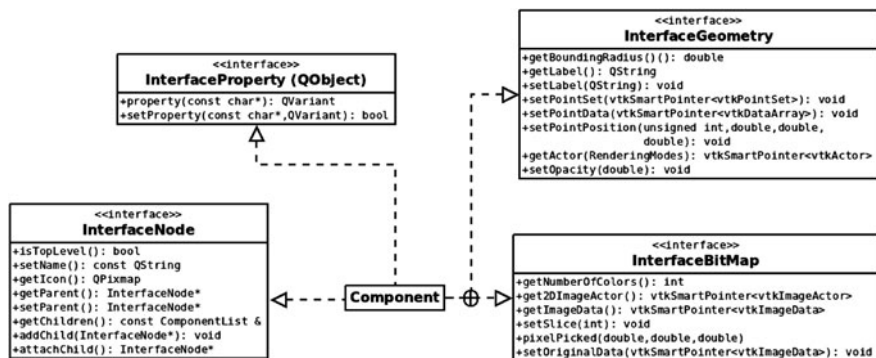 <<interface>>
InterfaceProperty (QObject)
+property(const char*): QVariant
+setProperty(const char*,QVariant): bool
<<interface>>
InterfaceGeometry
+getBoundingRadius()(): double
+getLabel(): QString
+setLabel(QString): void
+setPointSet(vtkSmartPointer<vtkPointSet>): void
+setPointData(vtkSmartPointer<vtkDataArray>): void
+setPointPosition(unsigned int,double,double,
double): void
+getActor(RenderingModes): vtkSmartPointer<vtkActor>
+setOpacity(double): void
<<interface>>
InterfaceNode
+isTopLevel(): bool
+setName(): const QString
+getIcon(): QPixmap
+getParent(): InterfaceNode*
+setParent(): InterfaceNode*
+getChildren(): const ComponentList &
+addChild(InterfaceNode*): void
+attachChild(): InterfaceNode*
Component
<<interface>>
InterfaceBitMap
+getNumberOfColors(): int
+get2DImageActor(): vtkSmartPointer<vtkImageActor>
+getImageData(): vtkSmartPointer<vtkImageData>
+setSlice(int): void
+pixelPicked(double,double,double)
+setOriginalData(vtkSmartPointer<vtkImageData>): void